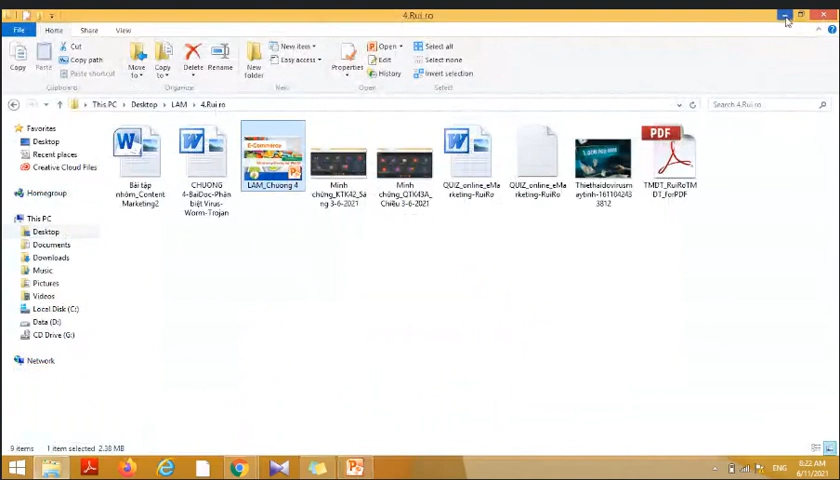 4.Rui.ro
File Home Share View
Cut
Copy path
Paste shortcut
Copy Paste
Move to Copy to Delete Rename
New folder
New item
Easy access
Properties
Open
Edit
History
Select all
Select none
Invert selection
Clipboard Organize New Open Select
This PC Desktop LAM 4.Rui ro
Search 4.Rui ro
Favorites
Desktop
Recent places
Creative Cloud Files
Homegroup
This PC
Desktop
Documents
Downloads
Music
Pictures
Videos
Local Disk (C:)
Data (D:)
CD Drive (G:)
Network
E-Commerce
PDF
Bài tập
nhóm_Content
Marketing2
CHUONG
4-BaiDoc-Phân
biệt Virus-
Worm-Trojan
LAM_Chuong 4
Minh
chứng_KTK42_Sá
ng 3-6-2021
Minh
chứng_QTK43A_
Chiều 3-6-2021
QUIZ_online_eMa
rketing-RuiRo
QUIZ_online_eMa
rketing-RuiRo
Thiethaidovirusm
aytinh-161104243
3812
TMDT_RuiRoTM
DT_forPDF
9 items 1 item selected 2.38 MB
ENG
8:22 AM
6/11/2021